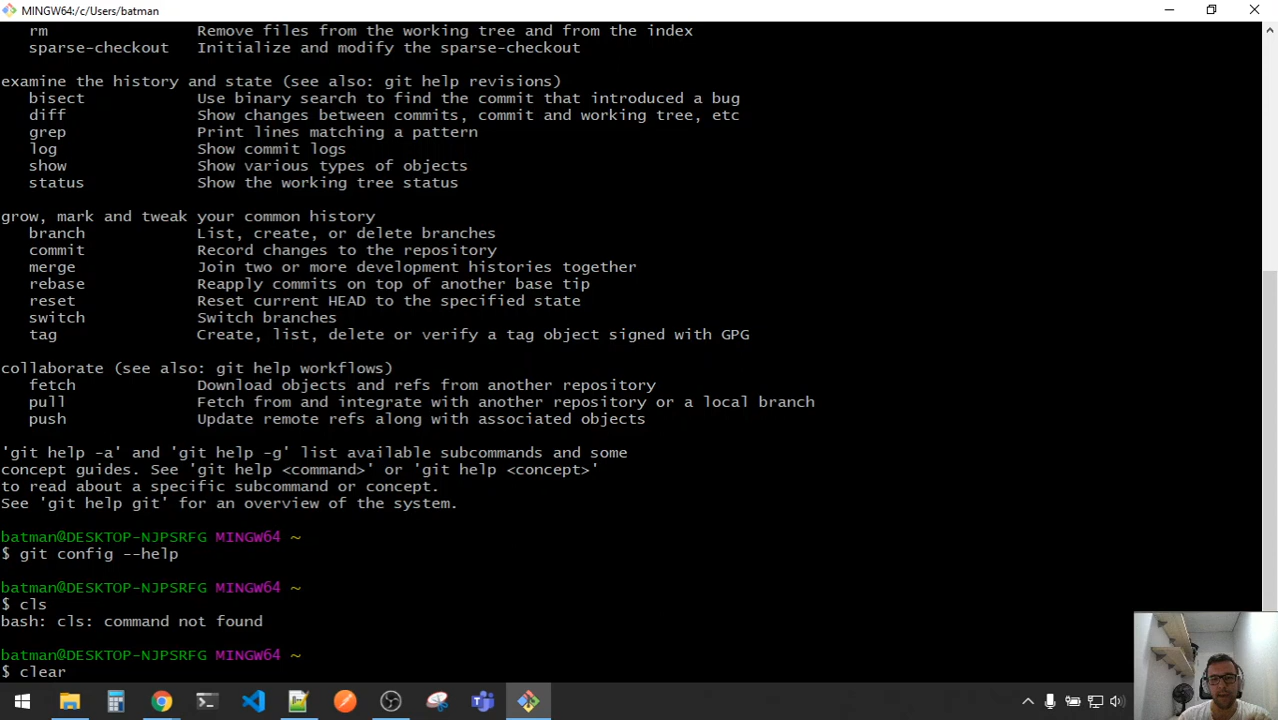 MINGW64:/c/Users/batman
rm Remove files from the working tree and from the index
sparse-checkout Initialize and modify the sparse-checkout
examine the history and state (see also: git help revisions)
bisect Use binary search to find the commit that introduced a bug
diff Show changes between commits, commit and working tree, etc
grep Print lines matching a pattern
log Show commit logs
show Show various types of objects
status Show the working tree status
grow, mark and tweak your common history
branch List, create, or delete branches
commit Record changes to the repository
merge Join two or more development histories together
rebase Reapply commits on top of another base tip
reset Reset current HEAD to the specified state
switch Switch branches
tag Create, list, delete or verify a tag object signed with GPG
collaborate (see also: git help workflows)
fetch Download objects and refs from another repository
pull Fetch from and integrate with another repository or a local branch
push Update remote refs along with associated objects
'git help -a' and 'git help -g' list available subcommands and some
concept guides. See 'git help <command>' or 'git help <concept>'
to read about a specific subcommand or concept.
See 'git help git' for an overview of the system.
batman@DESKTOP-NJPSRFG MINGW64 ~
$ git config --help
batman@DESKTOP-NJPSRFG MINGW64 ~
$ cls
bash: cls: command not found
batman@DESKTOP-NJPSRFG MINGW64 ~
$ clear